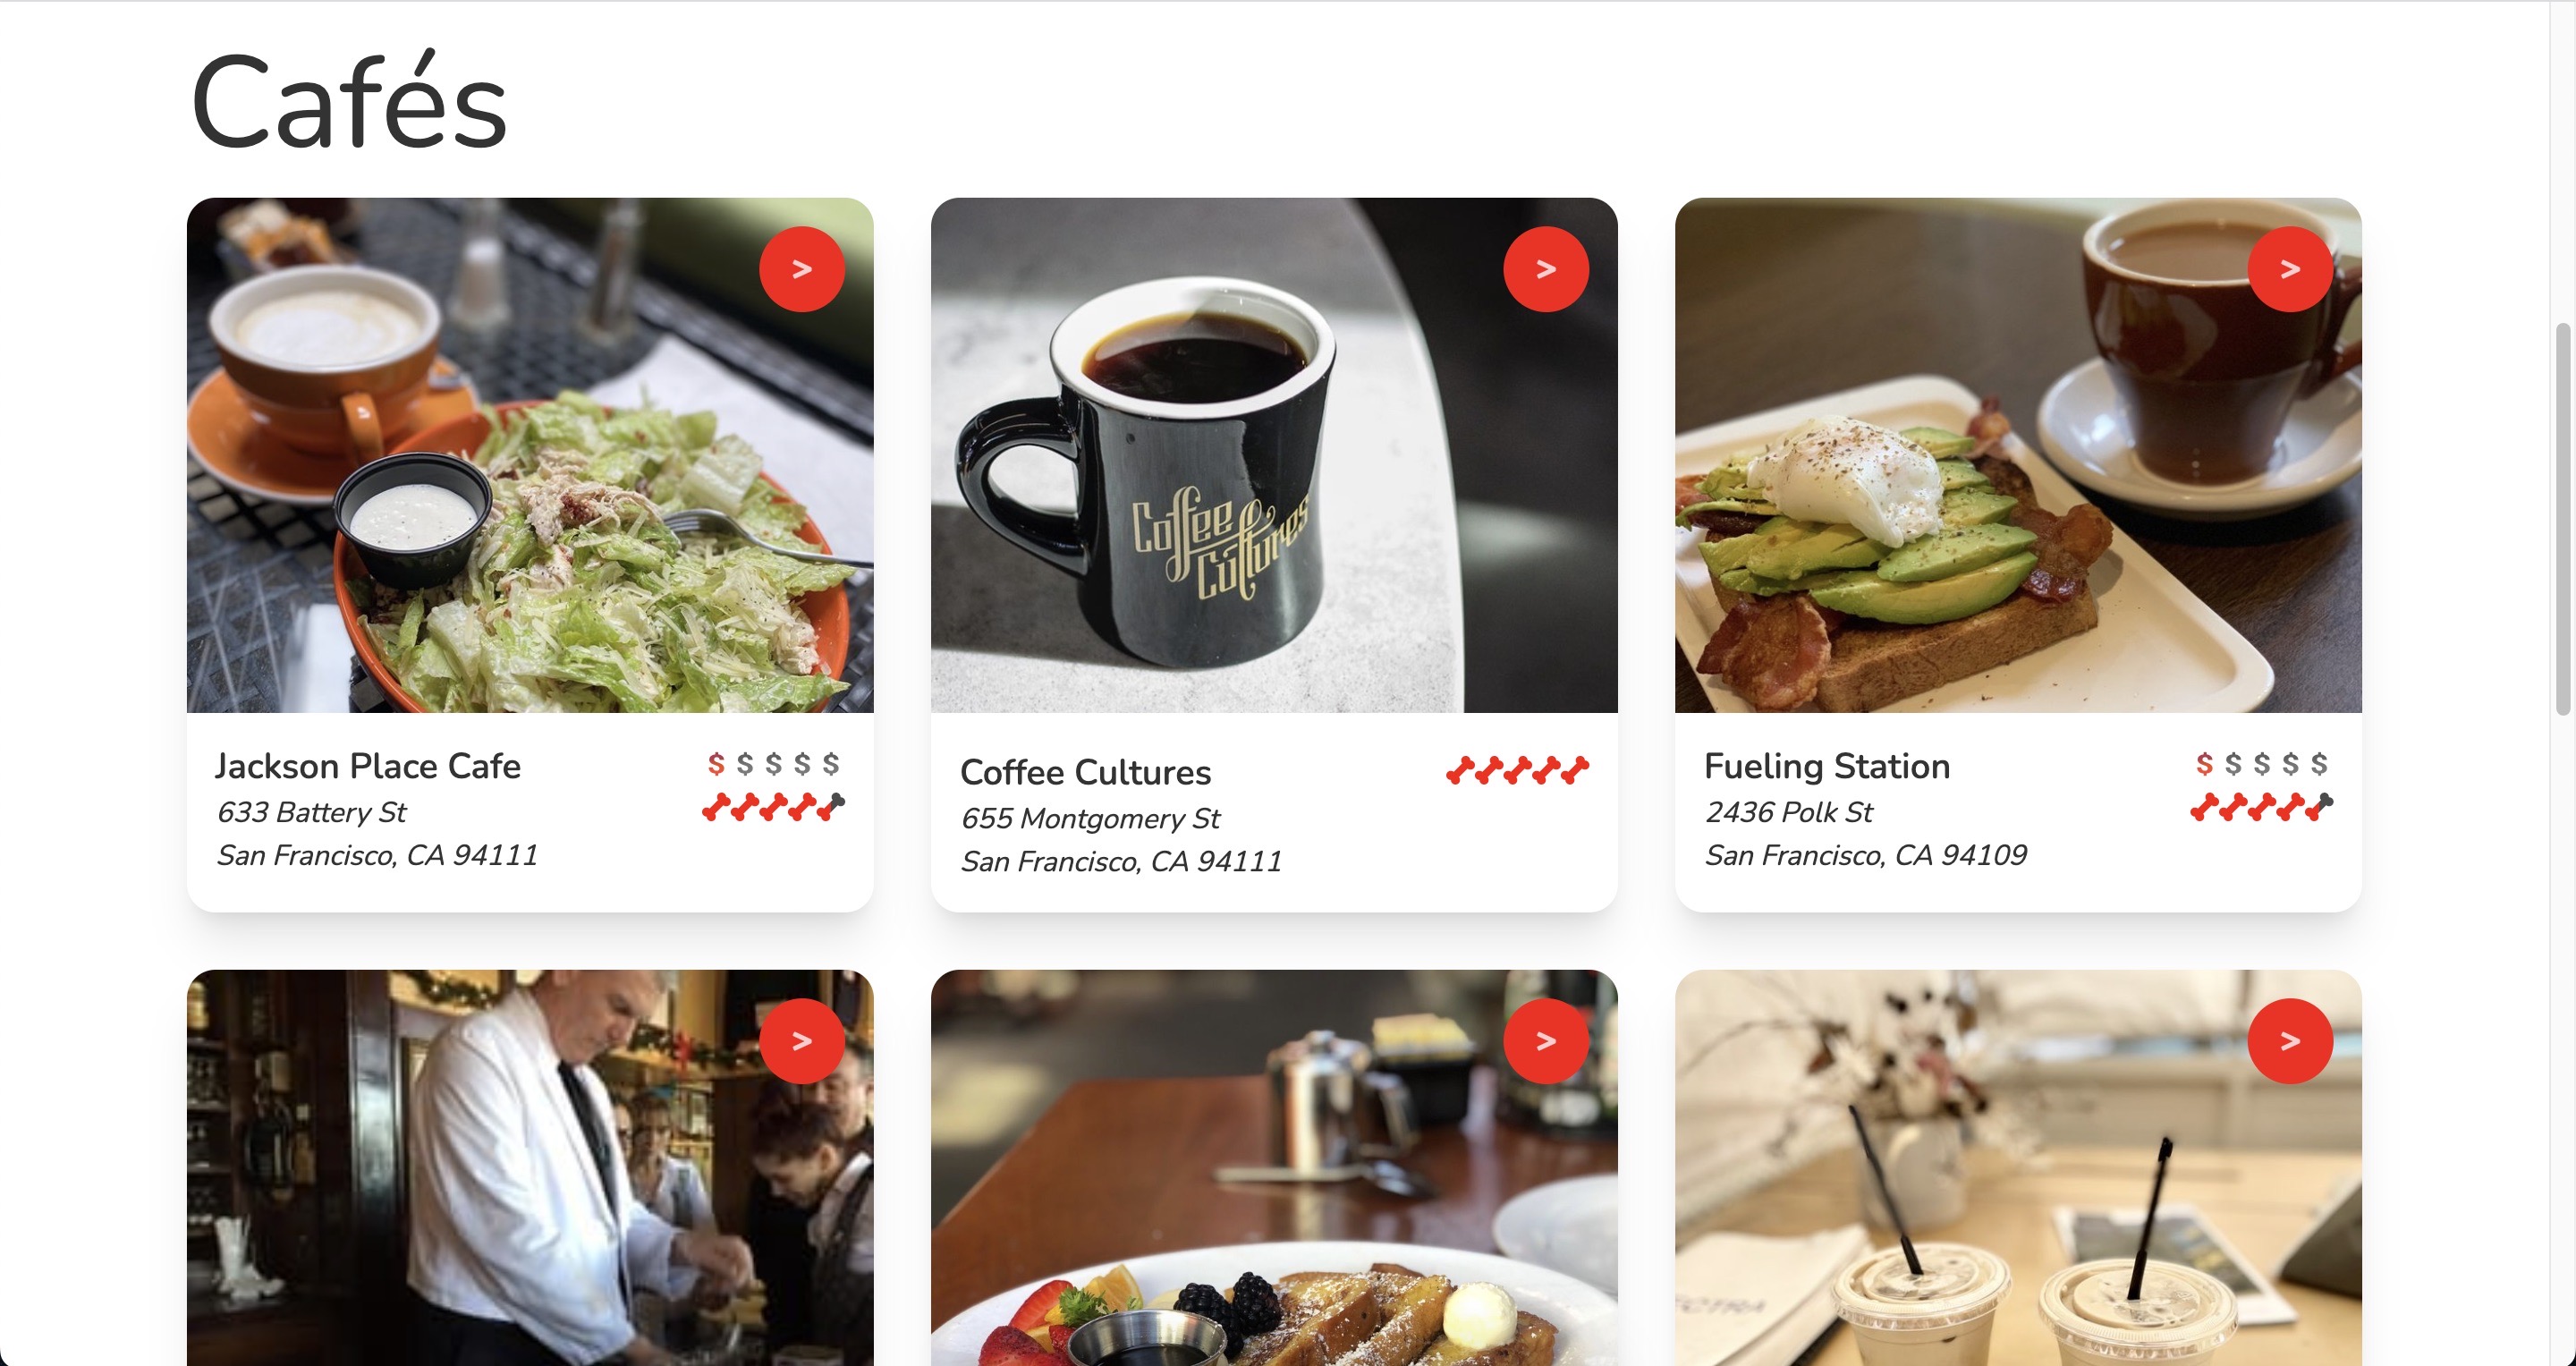 Cafés
>
>
>
Coffee
Cultures
Jackson Place Cafe
$ $ $ $ $
633 Battery St
San Francisco, CA 94111
Coffee Cultures
655 Montgomery St
San Francisco, CA 94111
Fueling Station
$ $ $ $ $
2436 Polk St
San Francisco, CA 94109
>
>
>